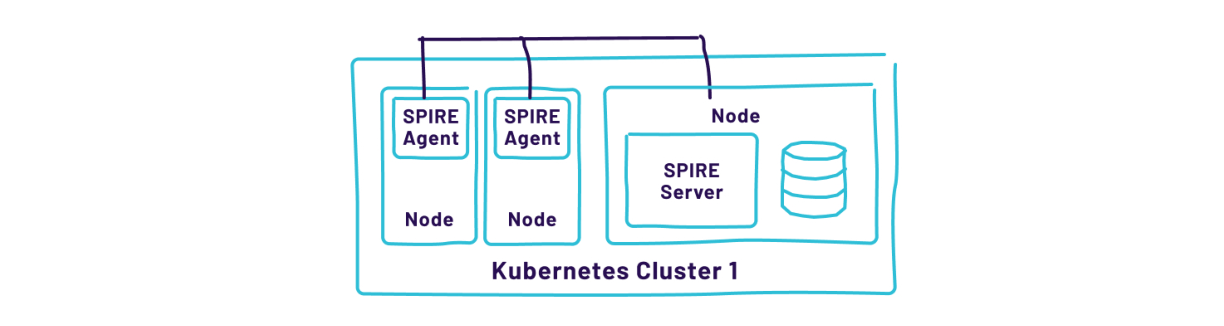 SPIRE
Agent
SPIRE
Agent
Node
SPIRE
Server
Node
Node
Kubernetes Cluster 1